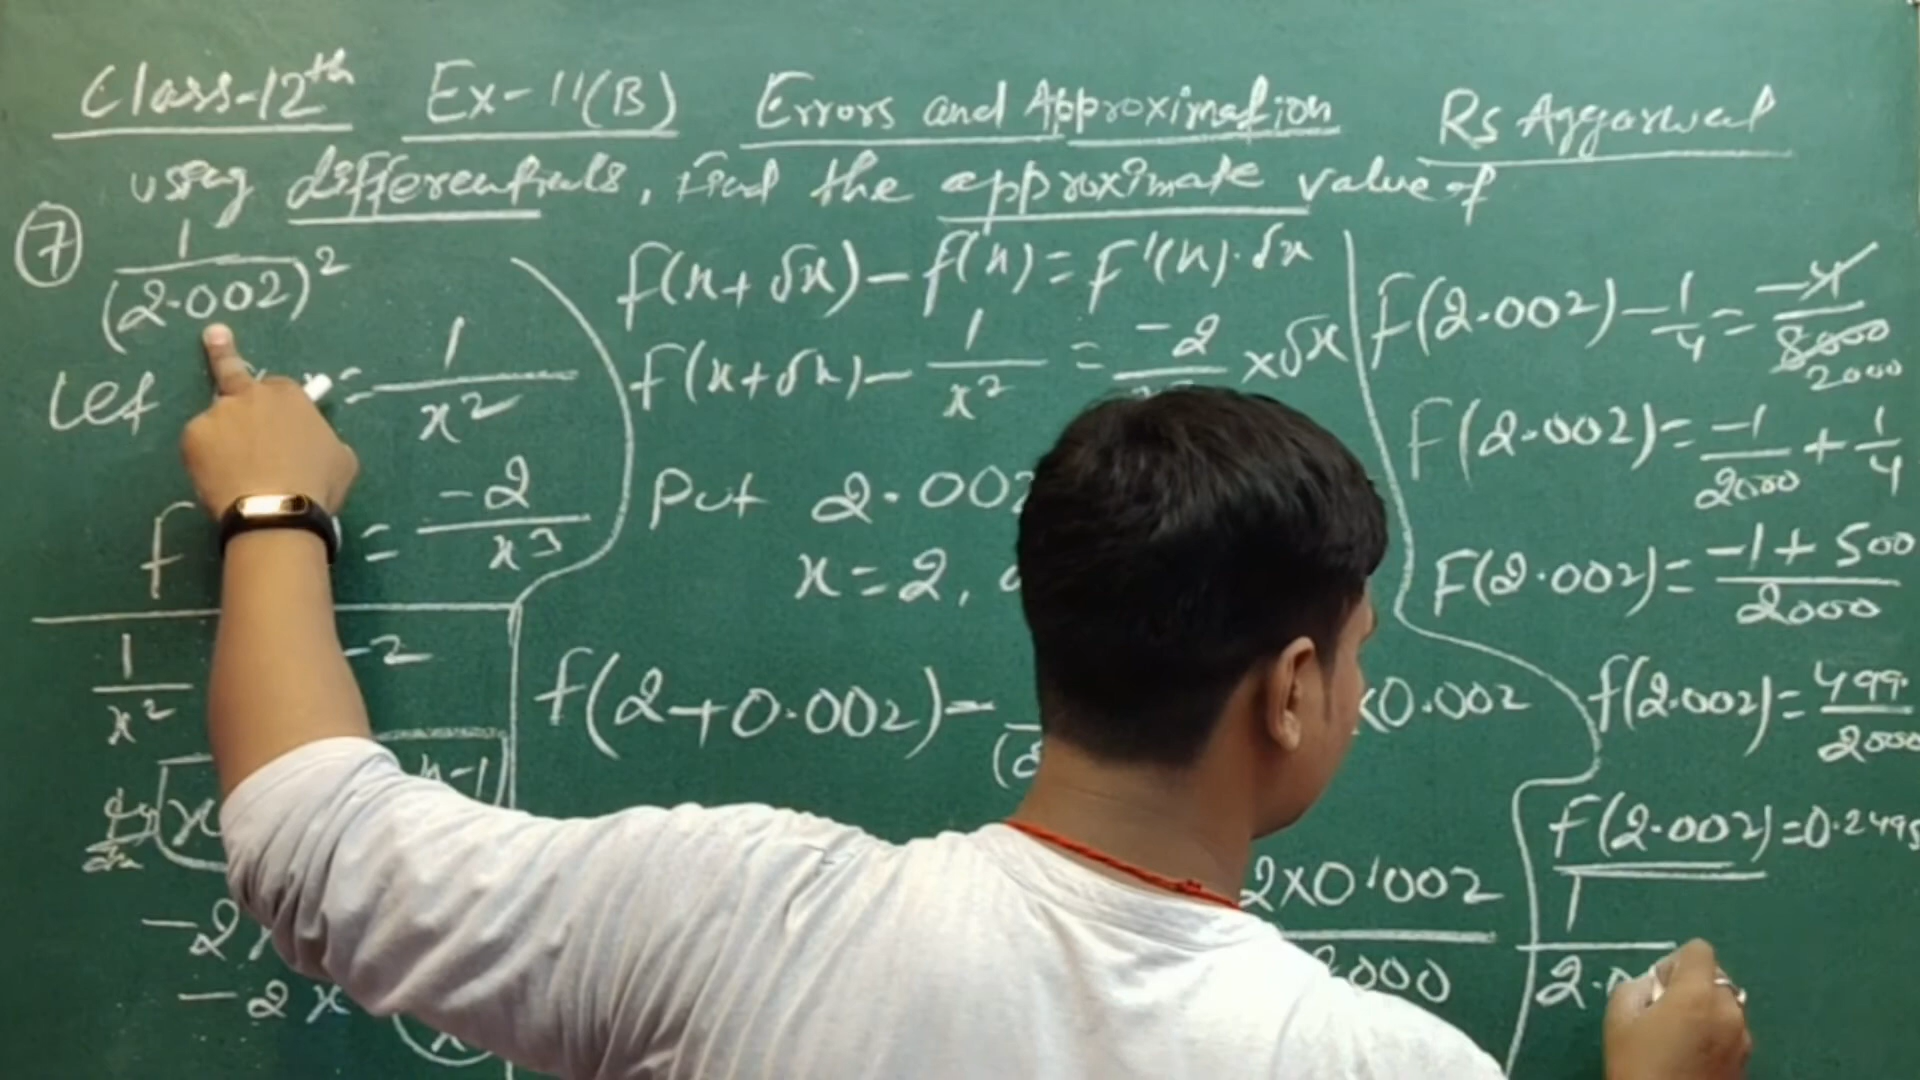 Class-12th Ex-11(B) Errors and Approximation Rs Aggarwal
using differentials, Find the approximate value of
7 1/(2.002)²
Let = 1/x²
f = -2/x³
1/x² -2
dy/dx x n-1
-2
-2x
x
f(x+δx)-f(x)=F'(x).δx
f(x+δx)-1/x² = -2 ×δx
Put 2.002
x=2,
f(2+0.002)- ×0.002
2×0.002
000
F(2.002)-1/4=-4/8000
2000
F(2.002)=-1/2000+1/4
F(2.002)=-1+500/2000
f(2.002)=499/2000
F(2.002)=0.2495
1
2.0